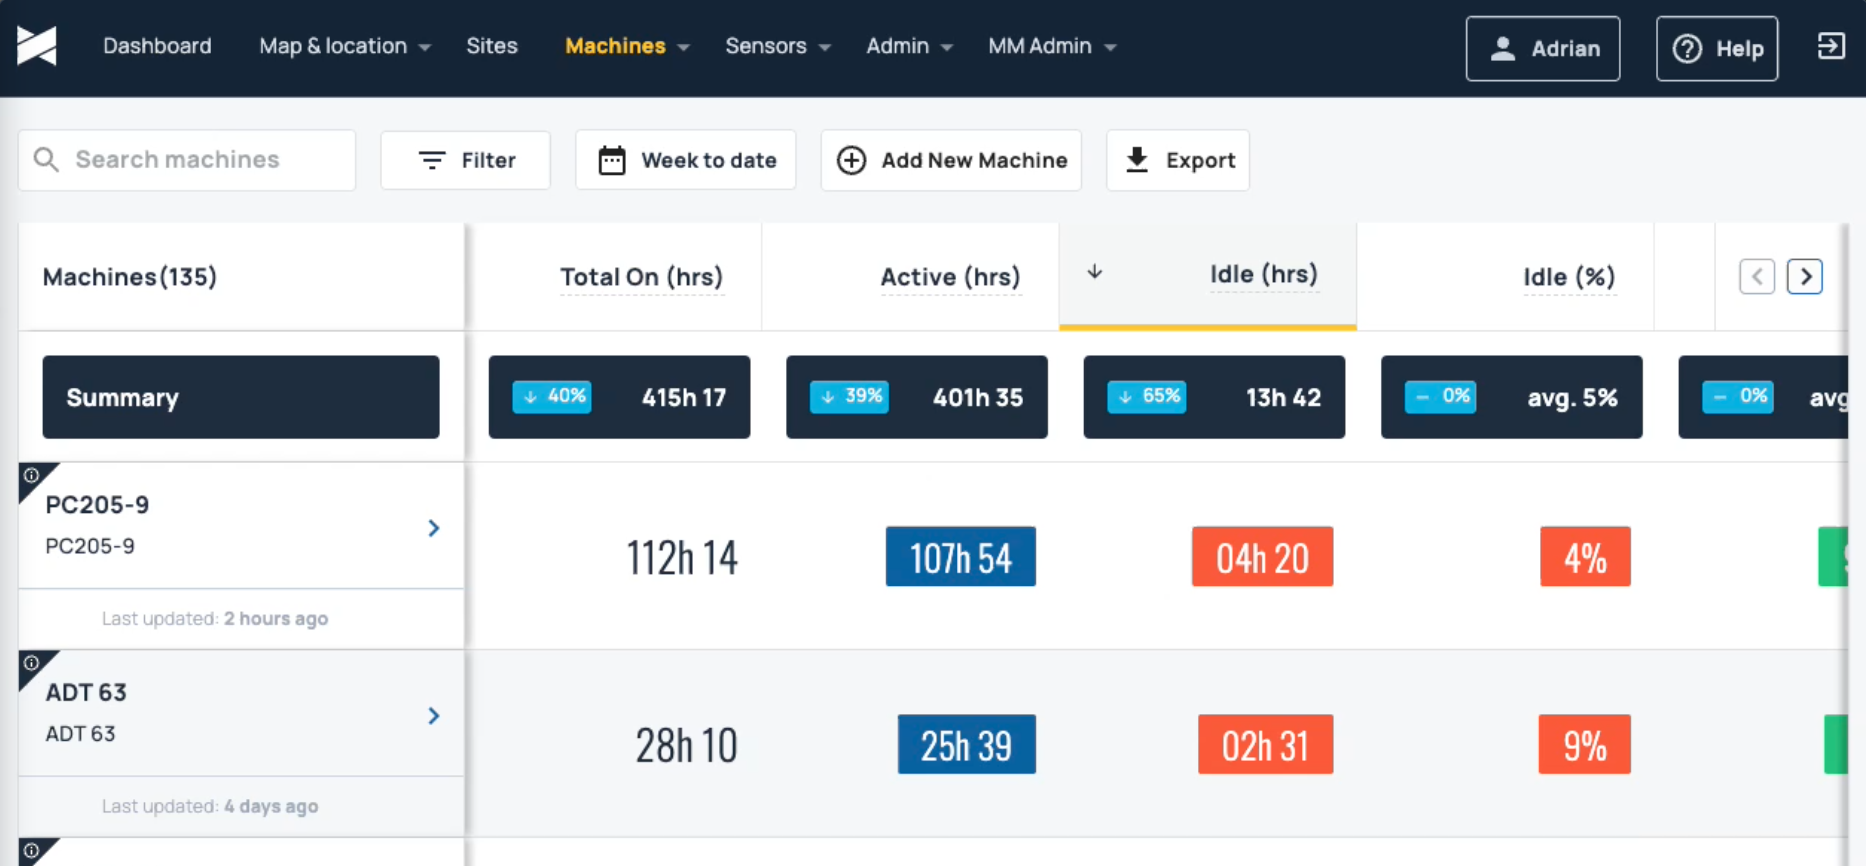 Dashboard Map & location Sites Machines Sensors Admin MM Admin Adrian Help
Search machines Filter Week to date Add New Machine Export
Machines(135) Total On (hrs) Active (hrs) Idle (hrs) Idle (%)
Summary 40% 415h 17 39% 401h 35 65% 13h 42 0% avg. 5% 0%
PC205-9
PC205-9
112h 14 107h 54 04h 20 4%
Last updated: 2 hours ago
ADT 63
ADT 63
28h 10 25h 39 02h 31 9%
Last updated: 4 days ago